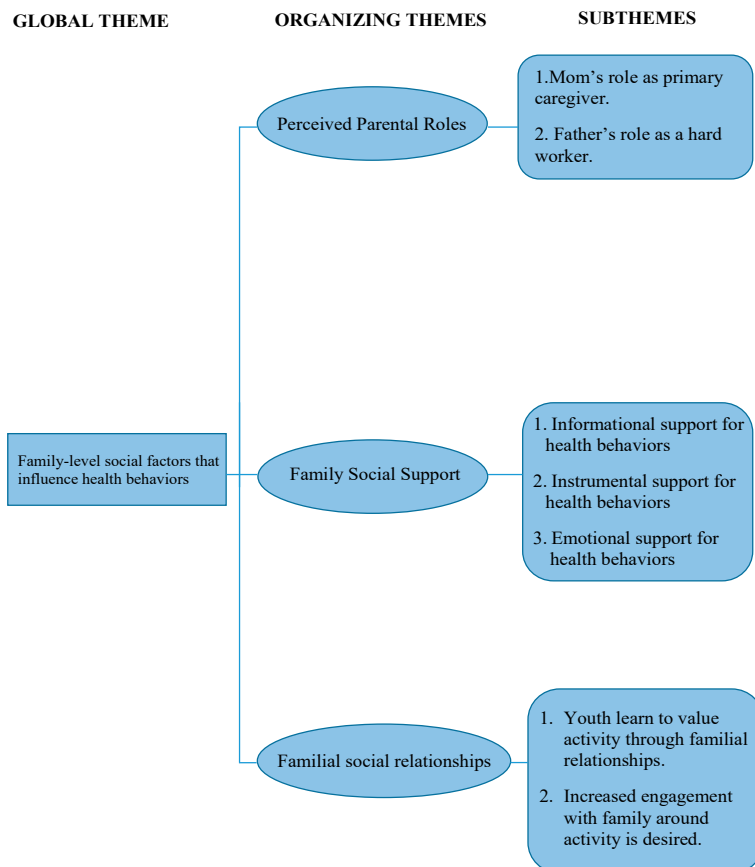 GLOBAL THEME
ORGANIZING THEMES
SUBTHEMES
Perceived Parental Roles
1.Mom’s role as primary
caregiver.
2. Father’s role as a hard
worker.
Family-level social factors that
influence health behaviors
Family Social Support
1. Informational support for
health behaviors
2. Instrumental support for
health behaviors
3. Emotional support for
health behaviors
Familial social relationships
1. Youth learn to value
activity through familial
relationships.
2. Increased engagement
with family around
activity is desired.